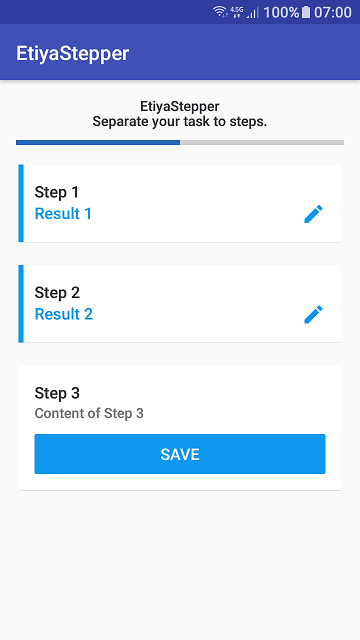 4.5G 100% 07:00
EtiyaStepper
EtiyaStepper
Separate your task to steps.
Step 1
Result 1
Step 2
Result 2
Step 3
Content of Step 3
SAVE